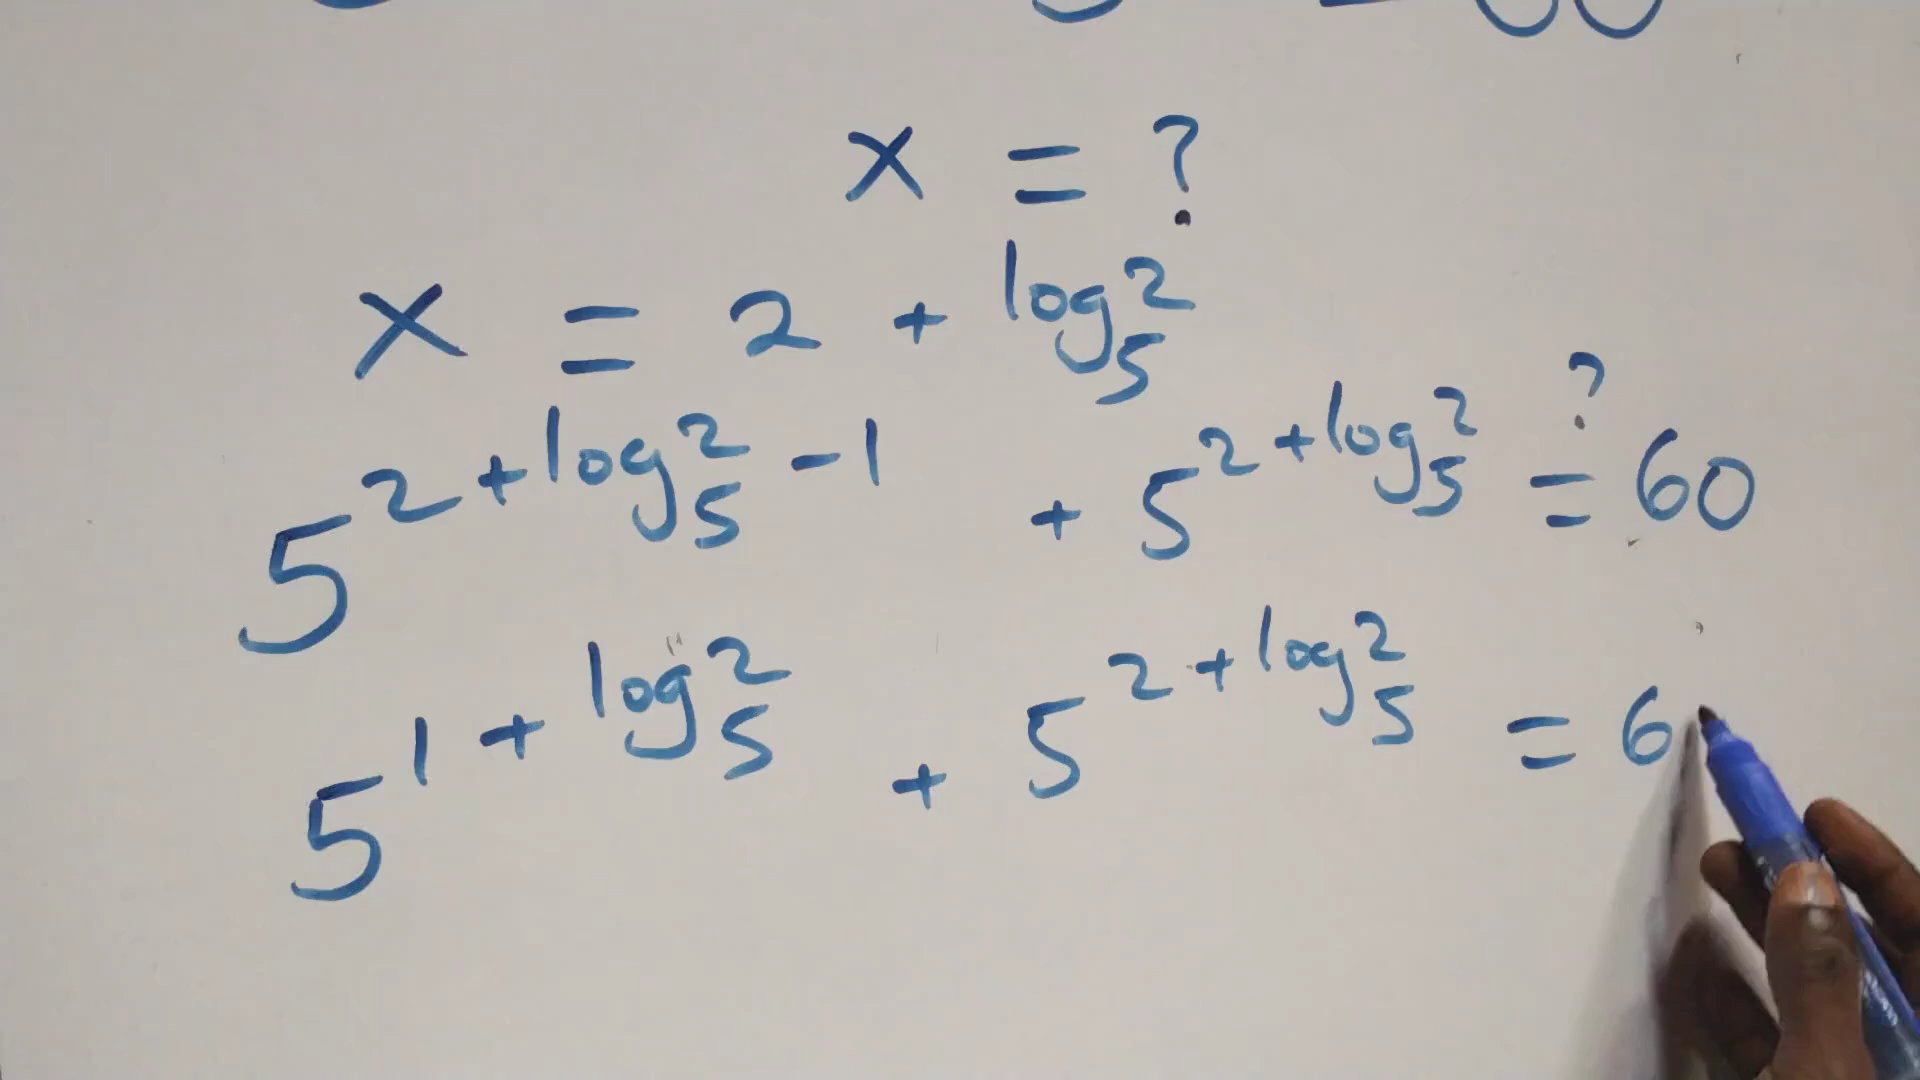 x = ?
x = 2 + log₅2
5^(2 + log₅2 - 1) + 5^(2 + log₅2) =? 60
5^(1 + log₅2) + 5^(2 + log₅2) = 6